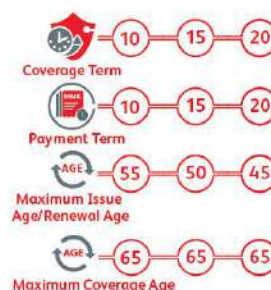 10 15 20
Coverage Term
10 15 20
Payment Term
AGE 55 50 45
Maximum Issue
Age/Renewal Age
AGE 65 65 65
Maximum Coverage Age